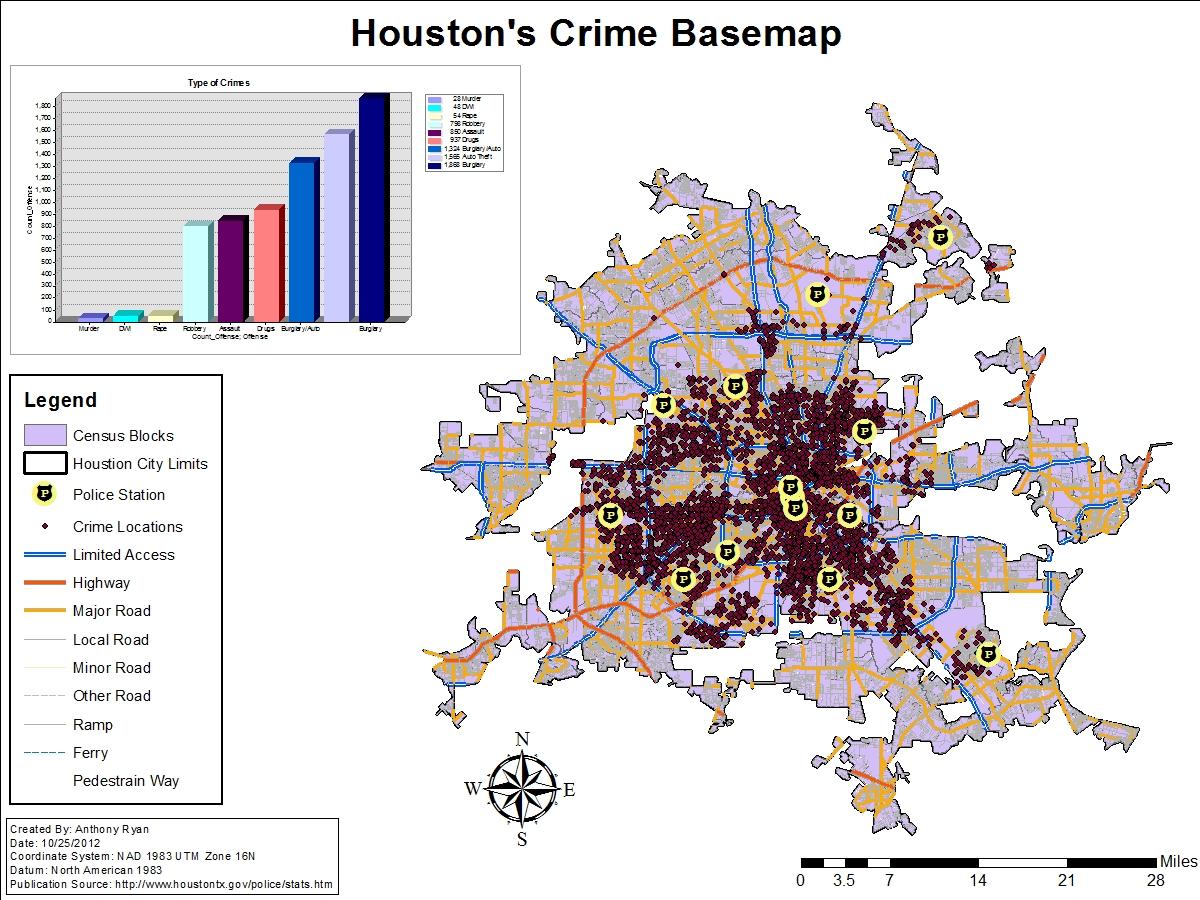 Houston's Crime Basemap
Type of Crimes
1,800
1,700
1,600
1,500
1,400
1,300
1,200
1,100
1,000
900
800
700
600
500
400
300
200
100
0
Count_Offense
Murder
DWI
Rape
Robbery
Assault
Drugs
Burglary/Auto
Burglary
Count_Offense; Offense
28 Murder
48 DWI
54 Rape
798 Robbery
850 Assault
937 Drugs
1,324 Burglary/Auto
1,565 Auto Theft
1,868 Burglary
Legend
Census Blocks
Houstion City Limits
P
Police Station
Crime Locations
Limited Access
Highway
Major Road
Local Road
Minor Road
Other Road
Ramp
Ferry
Pedestrain Way
Created By: Anthony Ryan
Date: 10/25/2012
Coordinate System: NAD 1983 UTM Zone 16N
Datum: North American 1983
Publication Source: http://www.houstontx.gov/police/stats.htm
P
P
P
P
P
P
P
P
P
P
P
P
P
N
W
E
S
Miles
0
3.5
7
14
21
28